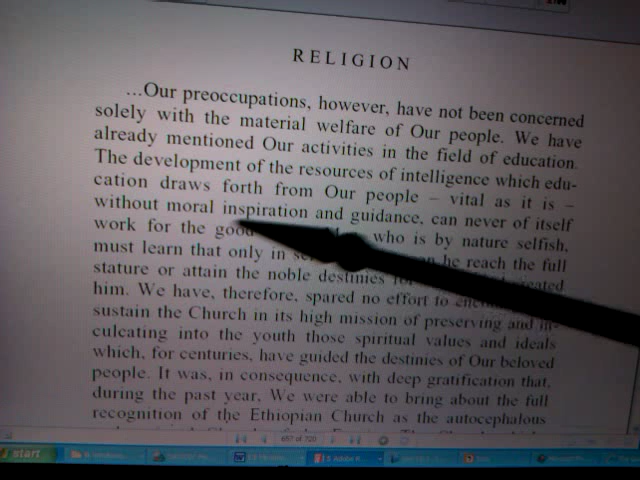 RELIGION
...Our preoccupations, however, have not been concerned
solely with the material welfare of Our people. We have
already mentioned Our activities in the field of education.
The development of the resources of intelligence which edu-
cation draws forth from Our people – vital as it is –
without moral inspiration and guidance, can never of itself
work for the good who is by nature selfish,
must learn that only in he reach the full
stature or attain the noble destinies
him. We have, therefore, spared no effort to
sustain the Church in its high mission of preserving and in-
culcating into the youth those spiritual values and ideals
which, for centuries, have guided the destinies of Our beloved
people. It was, in consequence, with deep gratification that,
during the past year, We were able to bring about the full
recognition of the Ethiopian Church as the autocephalous
657 of 720
start